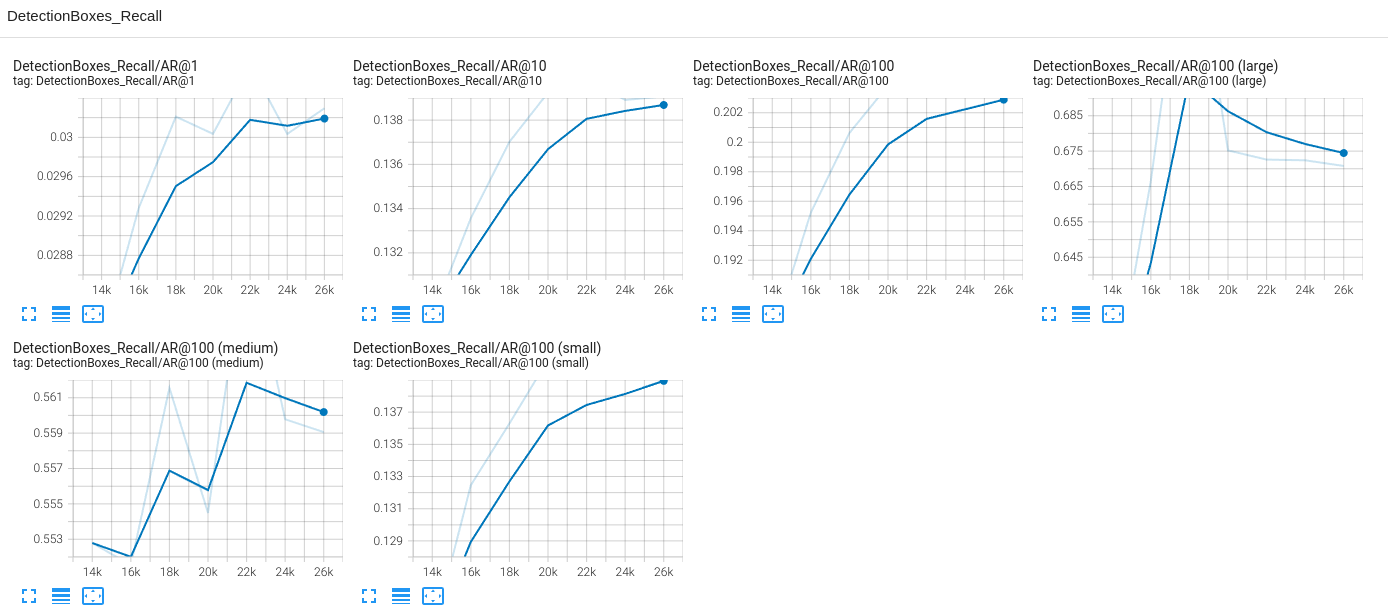 DetectionBoxes_Recall
DetectionBoxes_Recall/AR@1
tag: DetectionBoxes_Recall/AR@1
0.03
0.0296
0.0292
0.0288
14k 16k 18k 20k 22k 24k 26k
DetectionBoxes_Recall/AR@10
tag: DetectionBoxes_Recall/AR@10
0.138
0.136
0.134
0.132
14k 16k 18k 20k 22k 24k 26k
DetectionBoxes_Recall/AR@100
tag: DetectionBoxes_Recall/AR@100
0.202
0.2
0.198
0.196
0.194
0.192
14k 16k 18k 20k 22k 24k 26k
DetectionBoxes_Recall/AR@100 (large)
tag: DetectionBoxes_Recall/AR@100 (large)
0.685
0.675
0.665
0.655
0.645
14k 16k 18k 20k 22k 24k 26k
DetectionBoxes_Recall/AR@100 (medium)
tag: DetectionBoxes_Recall/AR@100 (medium)
0.561
0.559
0.557
0.555
0.553
14k 16k 18k 20k 22k 24k 26k
DetectionBoxes_Recall/AR@100 (small)
tag: DetectionBoxes_Recall/AR@100 (small)
0.137
0.135
0.133
0.131
0.129
14k 16k 18k 20k 22k 24k 26k